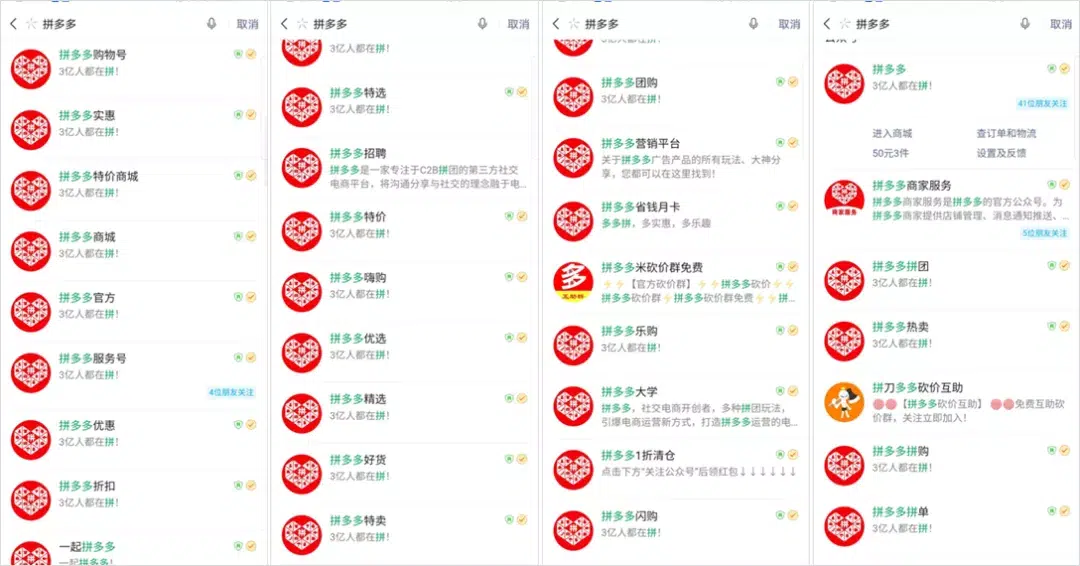 拼多多
取消
拼多多购物号
3亿人都在拼!
拼多多实惠
3亿人都在拼!
拼多多特价商城
3亿人都在拼!
拼多多商城
3亿人都在拼!
拼多多官方
3亿人都在拼!
拼多多服务号
3亿人都在拼!
4位朋友关注
拼多多优惠
3亿人都在拼!
拼多多折扣
3亿人都在拼!
一起拼多多
一起拼多多!
拼多多
取消
3亿人都在拼!
拼多多特选
3亿人都在拼!
拼多多招聘
拼多多是一家专注于C2B拼团的第三方社交
电商平台，将沟通分享与社交的理念融于电...
拼多多特价
3亿人都在拼!
拼多多嗨购
3亿人都在拼!
拼多多优选
3亿人都在拼!
拼多多精选
3亿人都在拼!
拼多多好货
3亿人都在拼!
拼多多特卖
3亿人都在拼!
拼多多
取消
3亿人都在拼!
拼多多团购
3亿人都在拼!
拼多多营销平台
关于拼多多广告产品的所有玩法、大神分
享，您都可以在这里找到!
拼多多省钱月卡
多多拼，多实惠，多乐趣
多
互助群
拼多多米砍价群免费
⚡⚡【官方砍价群】⚡⚡拼多多砍价⚡⚡
拼多多砍价群⚡拼多多砍价群免费⚡⚡拼...
拼多多乐购
3亿人都在拼!
拼多多大学
拼多多，社交电商开创者，多种拼团玩法，
引爆电商运营新方式，打造拼多多运营的电...
拼多多1折清仓
点击下方"关注公众号"后领红包↓↓↓↓↓↓
拼多多闪购
3亿人都在拼!
拼多多
取消
拼多多
3亿人都在拼!
41位朋友关注
进入商城
查订单和物流
50元3件
设置及反馈
商家服务
拼多多商家服务
拼多多商家服务是拼多多的官方公众号。为
拼多多商家提供店铺管理、消息通知推送、...
5位朋友关注
拼多多拼团
3亿人都在拼!
拼多多热卖
3亿人都在拼!
拼刀多多砍价互助
【拼多多砍价互助】免费互助砍
价群，关注立即加入!
拼多多拼购
3亿人都在拼!
拼多多拼单
3亿人都在拼!